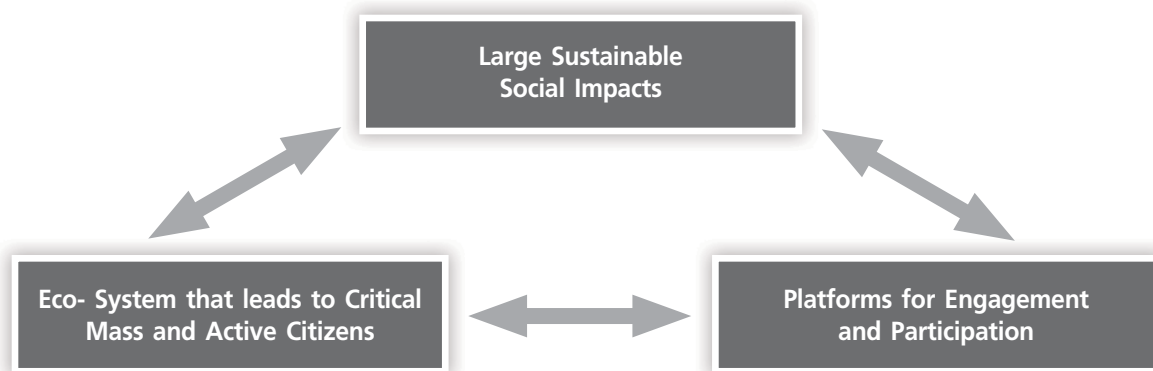 Large Sustainable
Social Impacts
Eco- System that leads to Critical
Mass and Active Citizens
Platforms for Engagement
and Participation